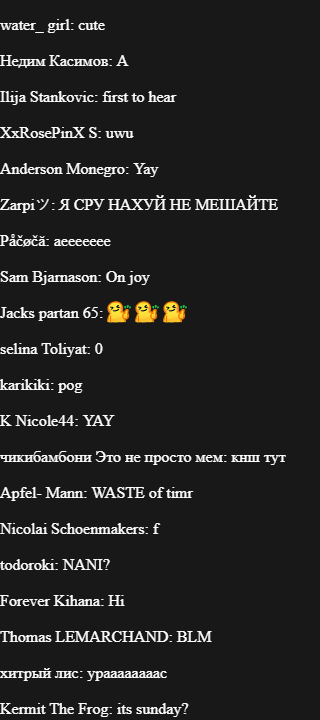 water_ girl: cute
Недим Касимов: А
Ilija Stankovic: first to hear
XxRosePinX S: uwu
Anderson Monegro: Yay
Zarpiツ: Я СРУ НАХУЙ НЕ МЕШАЙТЕ
Påčøčă: aeeeeeee
Sam Bjarnason: On joy
Jacks partan 65:
selina Toliyat: 0
karikiki: pog
K Nicole44: YAY
чикибамбони Это не просто мем: кнш тут
Apfel- Mann: WASTE of timr
Nicolai Schoenmakers: f
todoroki: NANI?
Forever Kihana: Hi
Thomas LEMARCHAND: BLM
хитрый лис: урааааааас
Kermit The Frog: its sunday?